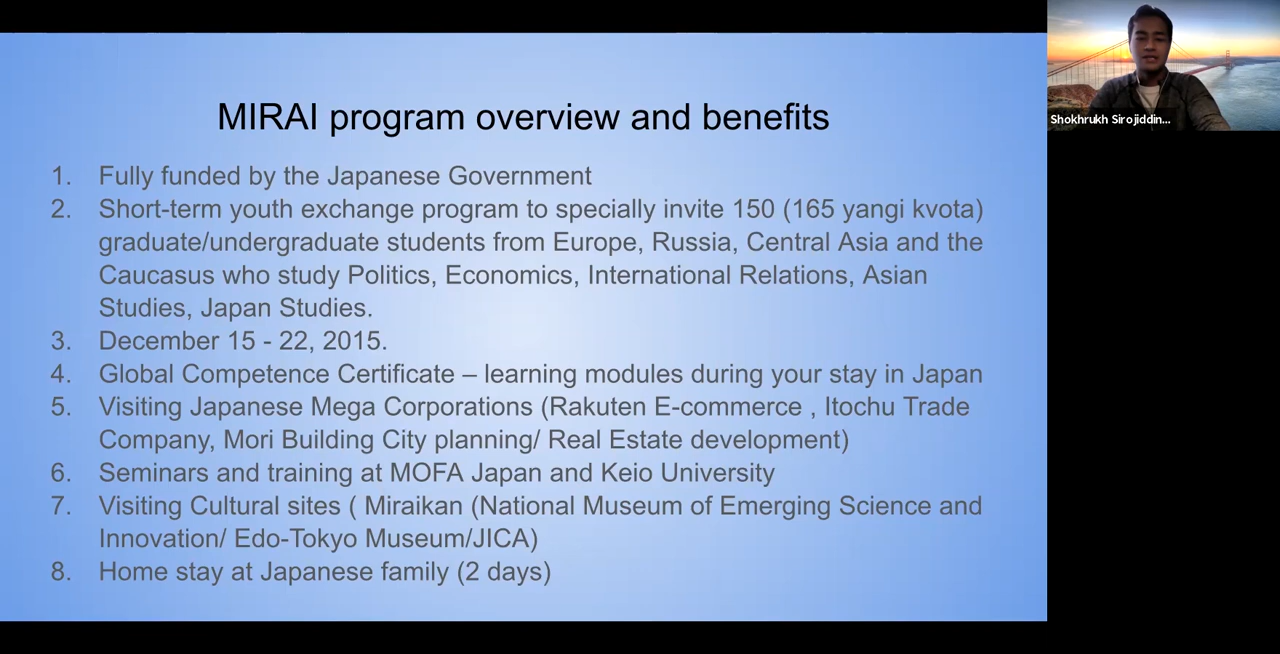 MIRAI program overview and benefits
1. Fully funded by the Japanese Government
2. Short-term youth exchange program to specially invite 150 (165 yangi kvota)
graduate/undergraduate students from Europe, Russia, Central Asia and the
Caucasus who study Politics, Economics, International Relations, Asian
Studies, Japan Studies.
3. December 15 - 22, 2015.
4. Global Competence Certificate – learning modules during your stay in Japan
5. Visiting Japanese Mega Corporations (Rakuten E-commerce , Itochu Trade
Company, Mori Building City planning/ Real Estate development)
6. Seminars and training at MOFA Japan and Keio University
7. Visiting Cultural sites ( Miraikan (National Museum of Emerging Science and
Innovation/ Edo-Tokyo Museum/JICA)
8. Home stay at Japanese family (2 days)
Shokhrukh Sirojiddin...